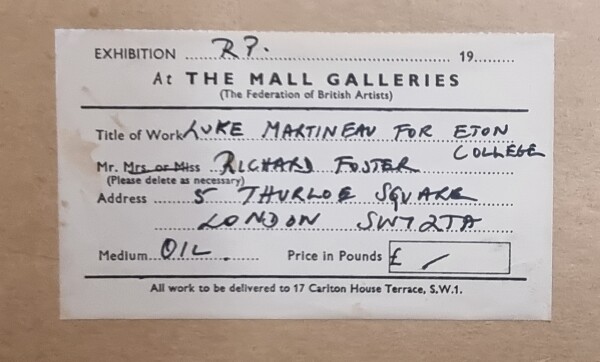 EXHIBITION R.P. 19
At THE MALL GALLERIES
(The Federation of British Artists)
Title of Work LUKE MARTINEAU FOR ETON COLLEGE
Mr. Mrs. or Miss RICHARD FOSTER
(Please delete as necessary)
Address 5 THURLOE SQUARE
LONDON SW7 2TA
Medium OIL. Price in Pounds £ /
All work to be delivered to 17 Carlton House Terrace, S.W.1.